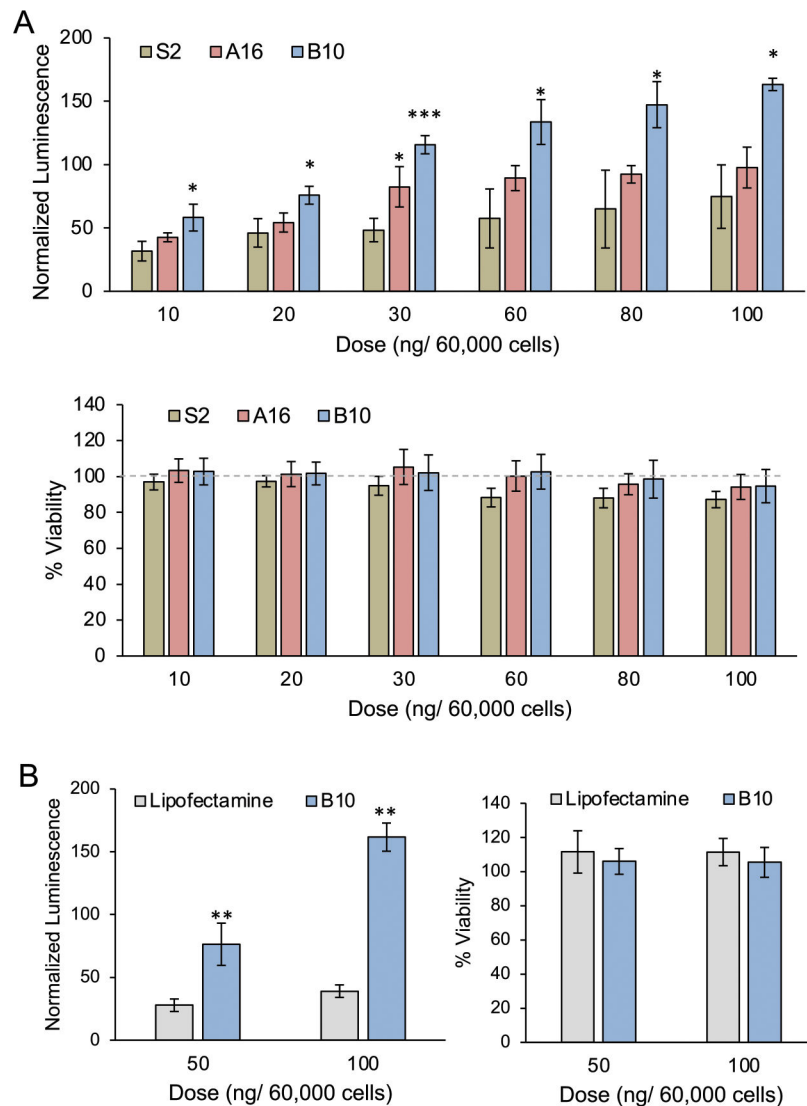 A
S2 A16 B10
Normalized Luminescence
200
150
100
50
0
* * * *** * * *
10 20 30 60 80 100
Dose (ng/ 60,000 cells)
S2 A16 B10
% Viability
140
120
100
80
60
40
20
0
10 20 30 60 80 100
Dose (ng/ 60,000 cells)
B
Lipofectamine B10
Normalized Luminescence
200
150
100
50
0
** **
50 100
Dose (ng/ 60,000 cells)
Lipofectamine B10
% Viability
140
120
100
80
60
40
20
0
50 100
Dose (ng/ 60,000 cells)